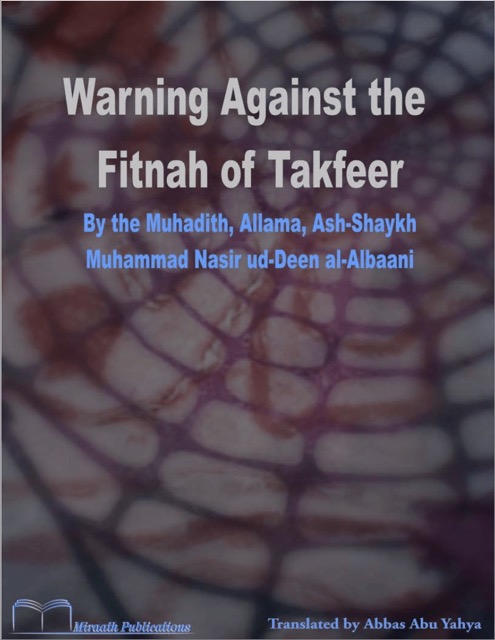 Warning Against the
Fitnah of Takfeer
By the Muhadith, Allama, Ash-Shaykh
Muhammad Nasir ud-Deen al-Albaani
Miraath Publications
Translated by Abbas Abu Yahya